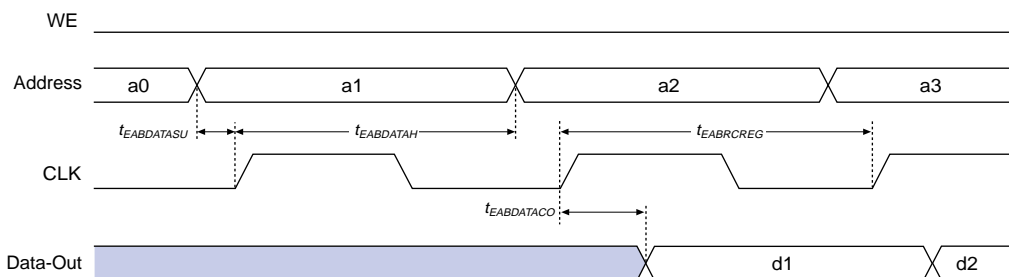 WE
Address a0 a1 a2 a3
tEABDATASU tEABDATAH tEABRCREG
CLK
tEABDATACO
Data-Out d1 d2